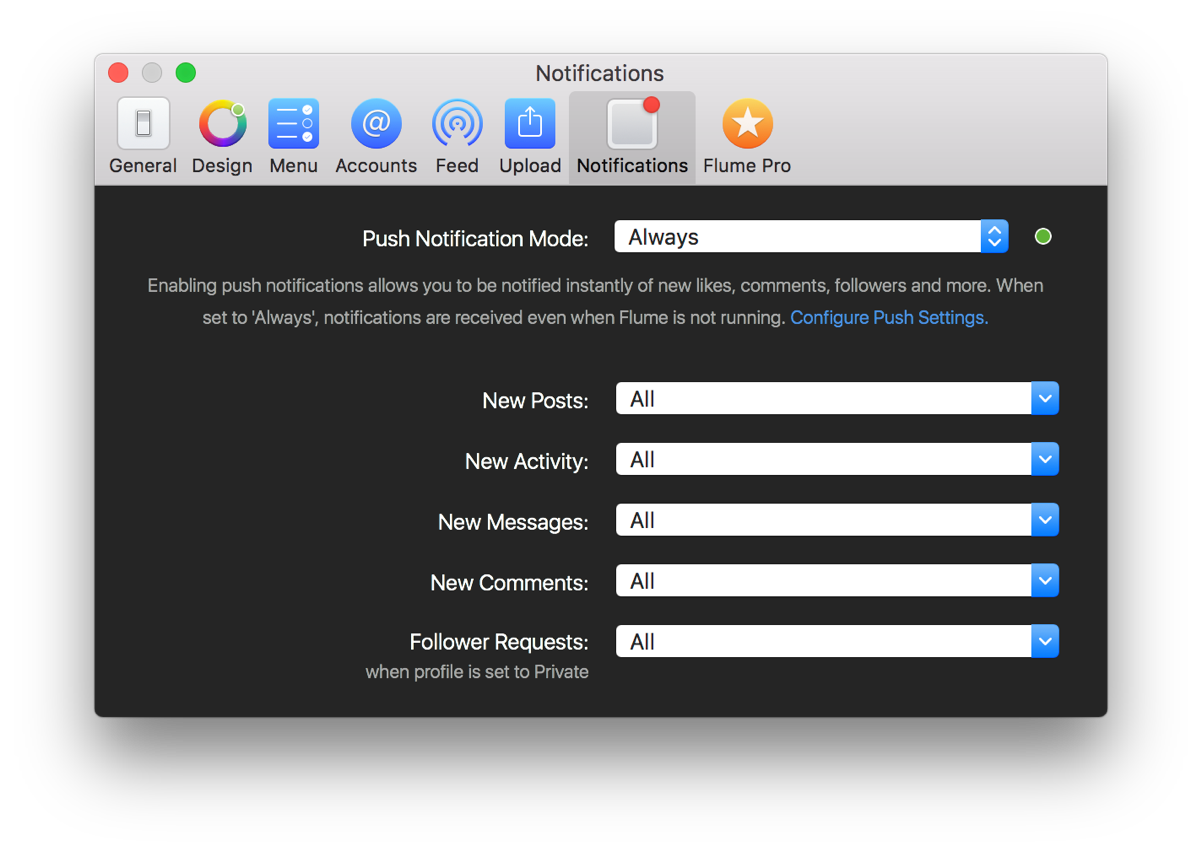 Notifications
General Design Menu Accounts Feed Upload Notifications Flume Pro
Push Notification Mode: Always
Enabling push notifications allows you to be notified instantly of new likes, comments, followers and more. When
set to 'Always', notifications are received even when Flume is not running. Configure Push Settings.
New Posts: All
New Activity: All
New Messages: All
New Comments: All
Follower Requests: All
when profile is set to Private